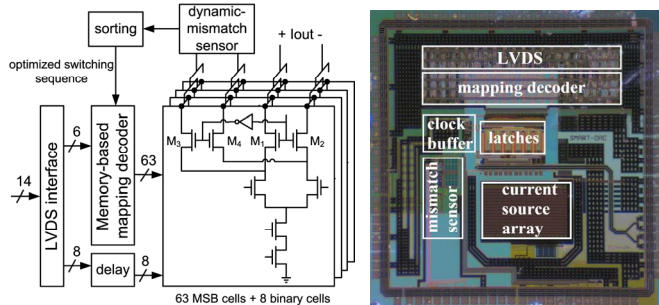 dynamic-
mismatch
sensor
sorting
+ Iout -
optimized switching
sequence
M₃
M₄
M₁
M₂
14
LVDS interface
6
Memory-based
mapping decoder
63
8
delay
8
63 MSB cells + 8 binary cells
LVDS
mapping decoder
clock
buffer
latches
SMART-DAC
mismatch
sensor
current
source
array